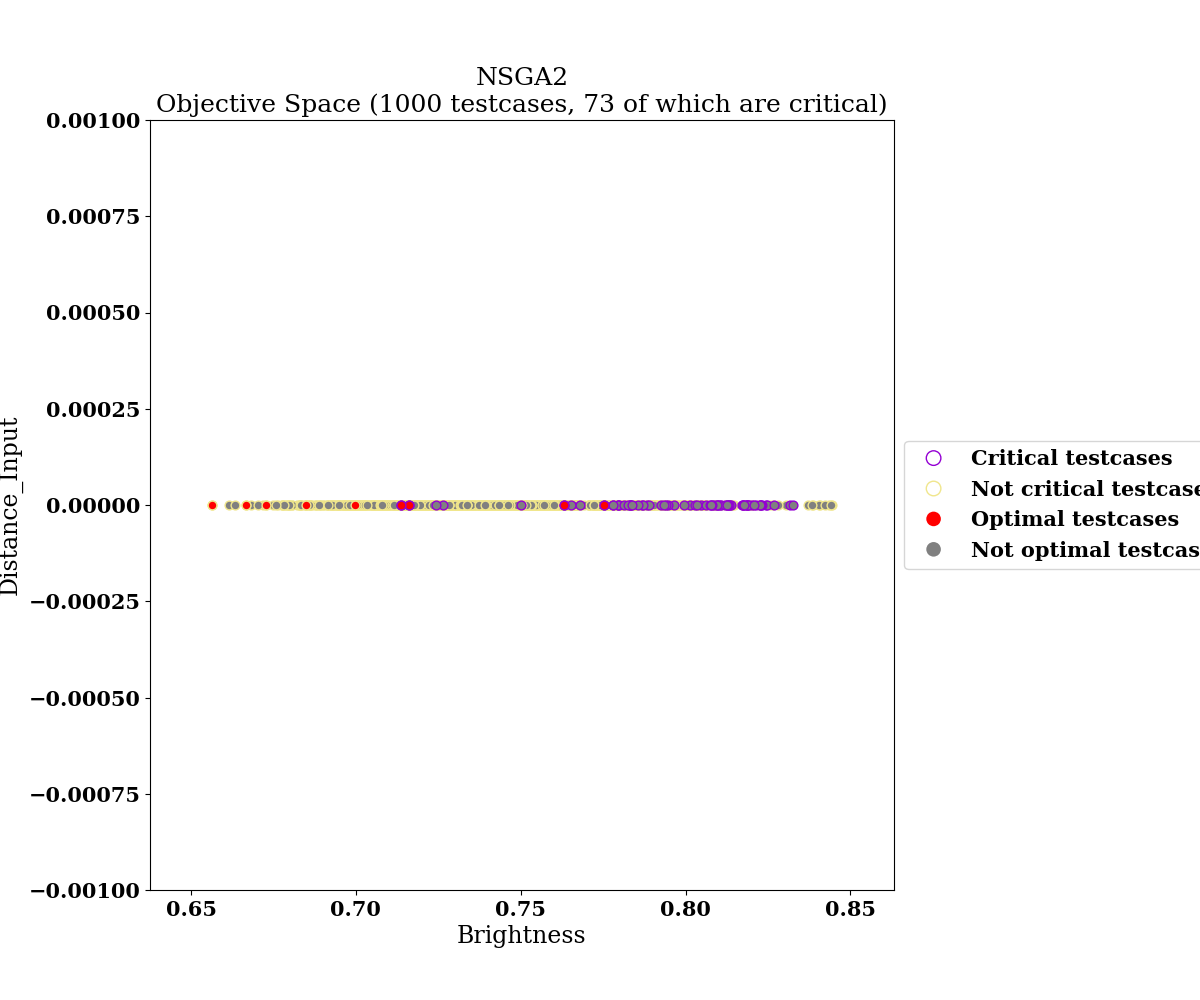 NSGA2
Objective Space (1000 testcases, 73 of which are critical)
0.00100
0.00075
0.00050
0.00025
0.00000
−0.00025
−0.00050
−0.00075
−0.00100
Distance_Input
0.65 0.70 0.75 0.80 0.85
Brightness
Critical testcases
Not critical testcase
Optimal testcases
Not optimal testcas